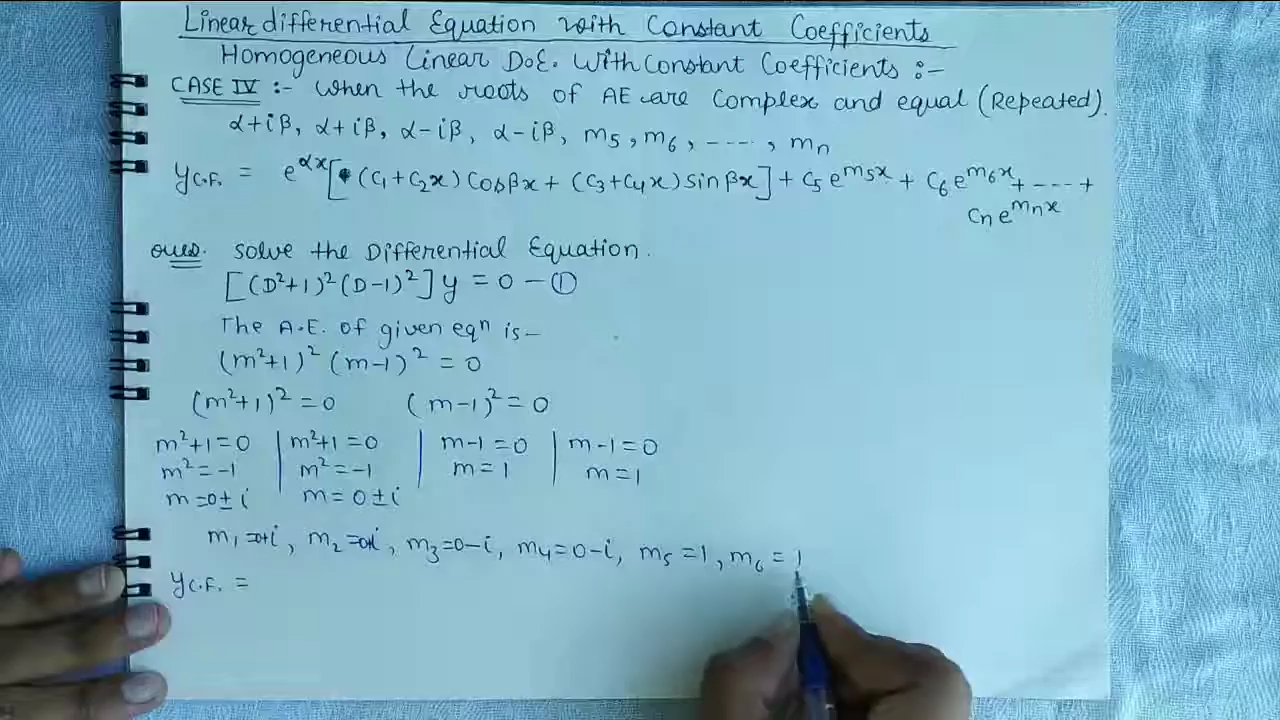 Linear differential Equation with Constant Coefficients
Homogeneous Linear D.E. With Constant Coefficients :-
CASE IV :- When the roots of AE are Complex and equal (Repeated).
α+iβ, α+iβ, α-iβ, α-iβ, m5, m6, ----, mn
yC.F. = e^αx[(C1+C2x) Cosβx + (C3+C4x) sinβx] + C5 e^m5x + C6 e^m6x + ---- +
Cn e^mnx
Ques. Solve the Differential Equation.
[(D²+1)²(D-1)²]y = 0 - ①
The A.E. of given eqn is -
(m²+1)² (m-1)² = 0
(m²+1)² = 0 (m-1)² = 0
m²+1=0 | m²+1=0 | m-1=0 | m-1=0
m² = -1 | m² = -1 | m = 1 | m = 1
m = 0± i m = 0 ± i
m1=0+i, m2=0+i, m3=0-i, m4=0-i, m5=1, m6=1
yC.F. =